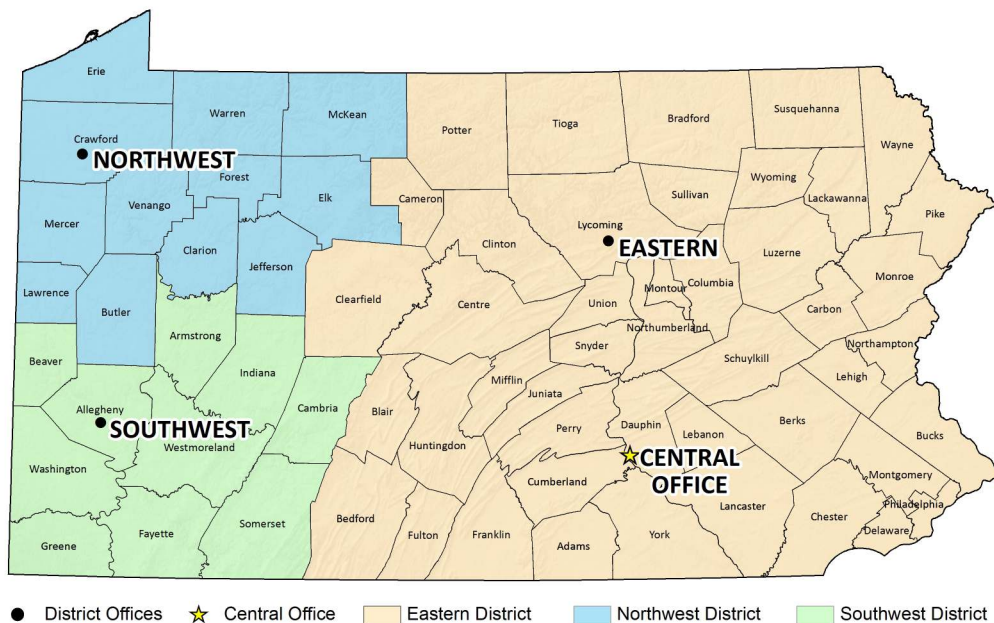 Erie
Warren
McKean
Crawford
NORTHWEST
Forest
Venango
Elk
Mercer
Clarion
Jefferson
Lawrence
Butler
Potter
Tioga
Bradford
Susquehanna
Wayne
Wyoming
Sullivan
Lackawanna
Cameron
Pike
Lycoming
EASTERN
Clinton
Luzerne
Monroe
Clearfield
Centre
Union
Montour
Columbia
Carbon
Northumberland
Snyder
Northampton
Schuylkill
Lehigh
Armstrong
Beaver
Indiana
Mifflin
Juniata
Allegheny
SOUTHWEST
Westmoreland
Cambria
Blair
Huntingdon
Perry
Dauphin
Lebanon
Berks
Bucks
CENTRAL
OFFICE
Washington
Cumberland
Montgomery
Philadelphia
Lancaster
Chester
Delaware
Greene
Fayette
Somerset
Bedford
Fulton
Franklin
Adams
York
District Offices
Central Office
Eastern District
Northwest District
Southwest District